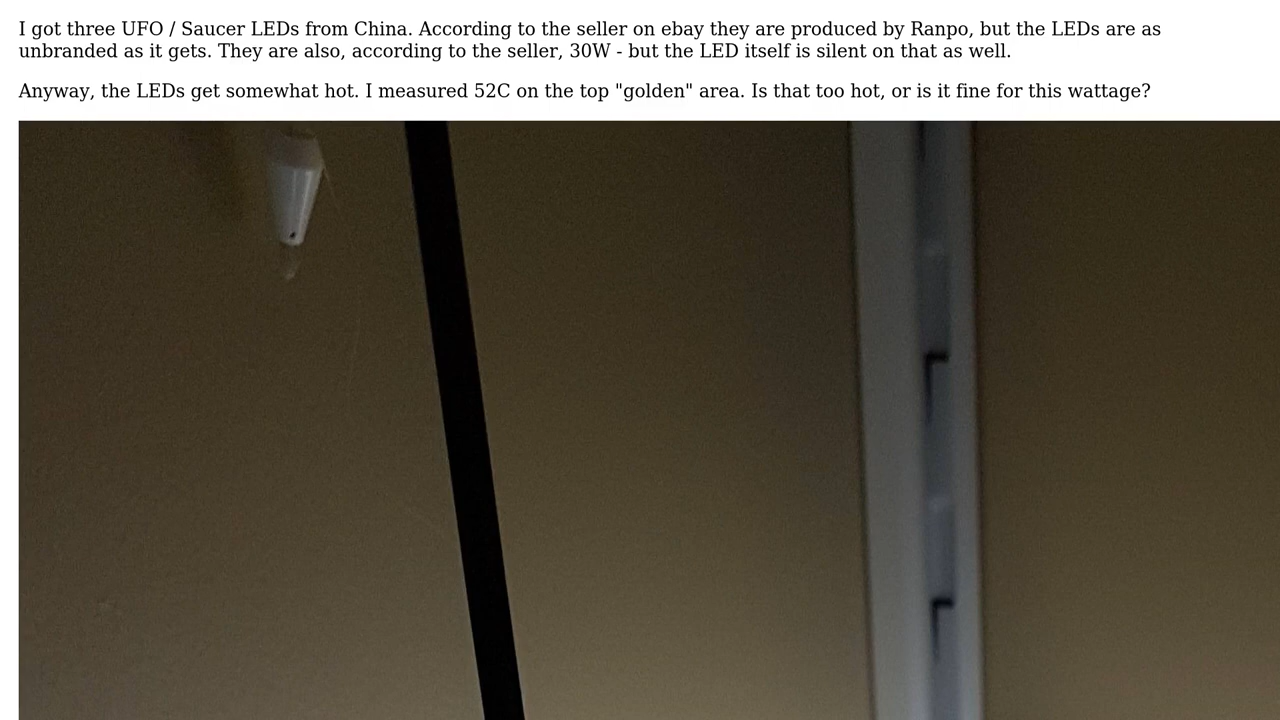 I got three UFO / Saucer LEDs from China. According to the seller on ebay they are produced by Ranpo, but the LEDs are as
unbranded as it gets. They are also, according to the seller, 30W - but the LED itself is silent on that as well.
Anyway, the LEDs get somewhat hot. I measured 52C on the top "golden" area. Is that too hot, or is it fine for this wattage?